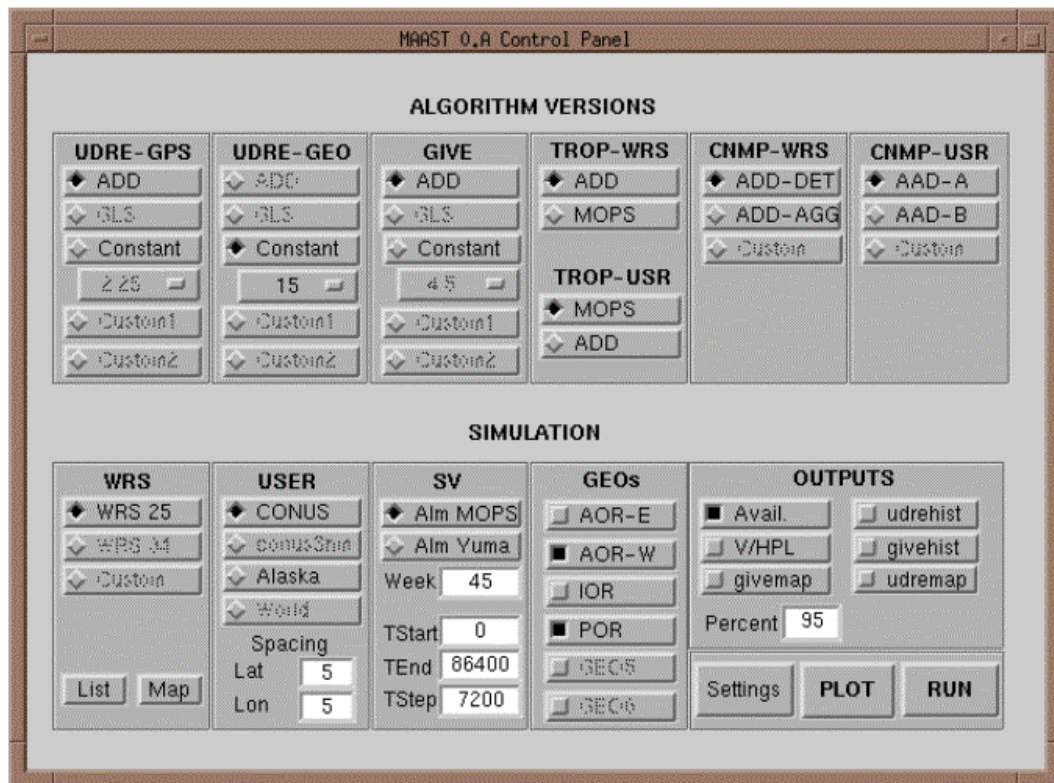 MAAST 0.A Control Panel
ALGORITHM VERSIONS
UDRE-GPS
ADD
GLS
Constant
2.25
Custom1
Custom2
UDRE-GEO
ADD
GLS
Constant
15
Custom1
Custom2
GIVE
ADD
GLS
Constant
4.5
Custom1
Custom2
TROP-WRS
ADD
MOPS
TROP-USR
MOPS
ADD
CNMP-WRS
ADD-DET
ADD-AGG
Custom
CNMP-USR
AAD-A
AAD-B
Custom
SIMULATION
WRS
WRS 25
WRS 34
Custom
List Map
USER
CONUS
Alaska
World
Spacing
Lat 5
Lon 5
SV
Alm MOPS
Alm Yuma
Week 45
TStart 0
TEnd 86400
TStep 7200
GEOs
AOR-E
AOR-W
IOR
POR
GEO5
GEO6
OUTPUTS
Avail.
V/HPL
givemap
udrehist
givehist
udremap
Percent 95
Settings PLOT RUN